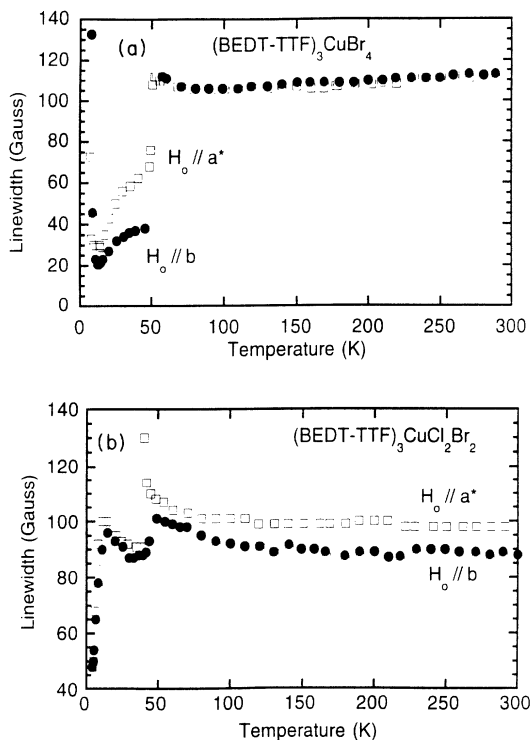 (a)
(BEDT-TTF)₃CuBr₄
140
120
100
80
60
40
20
0
Linewidth (Gauss)
Hₒ // a*
Hₒ // b
0 50 100 150 200 250 300
Temperature (K)
(b)
(BEDT-TTF)₃CuCl₂Br₂
140
120
100
80
60
40
Linewidth (Gauss)
Hₒ // a*
Hₒ // b
0 50 100 150 200 250 300
Temperature (K)